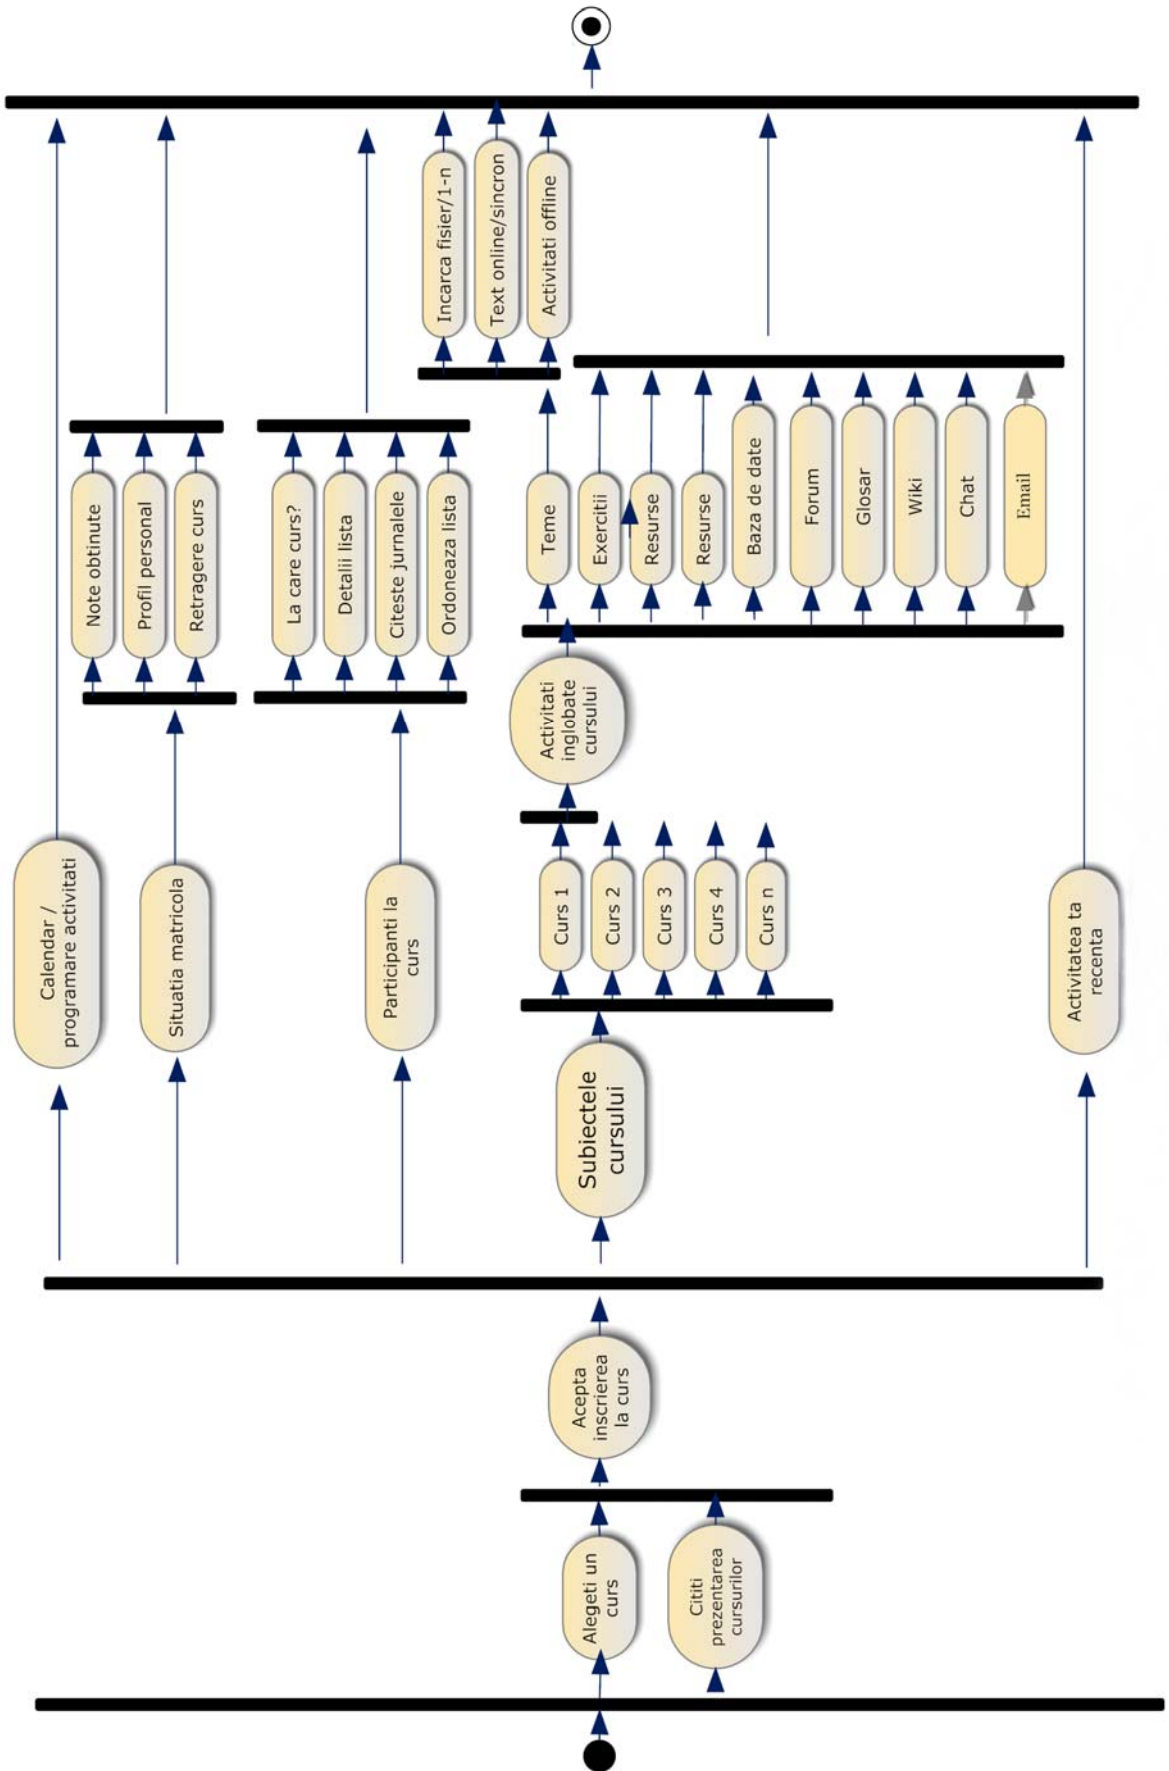 Calendar /
programare activitati
Situatia matricola
Note obtinute
Profil personal
Retragere curs
Participanti la
curs
La care curs?
Detalii lista
Citeste jurnalele
Ordoneaza lista
Alegeti un
curs
Cititi
prezentarea
cursurilor
Acepta
inscrierea
la curs
Subiectele
cursului
Curs 1
Curs 2
Curs 3
Curs 4
Curs n
Activitati
inglobate
cursului
Teme
Exercitii
Resurse
Resurse
Baza de date
Forum
Glosar
Wiki
Chat
Email
Incarca fisier/1-n
Text online/sincron
Activitati offline
Activitatea ta
recenta